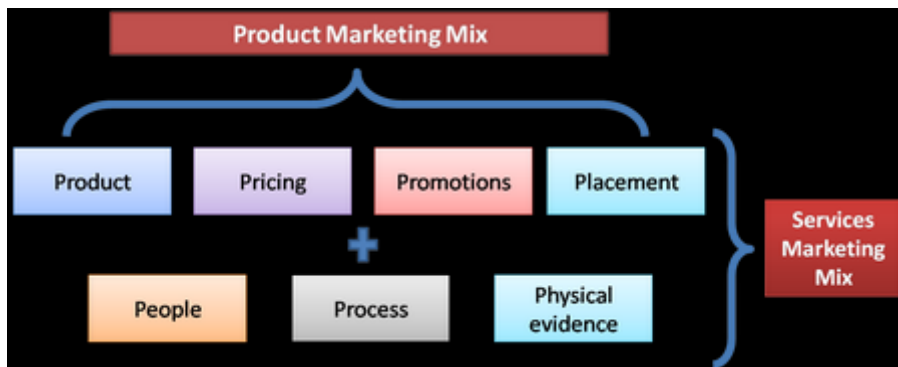 Product Marketing Mix
Product
Pricing
Promotions
Placement
Services
Marketing
Mix
People
Process
Physical
evidence